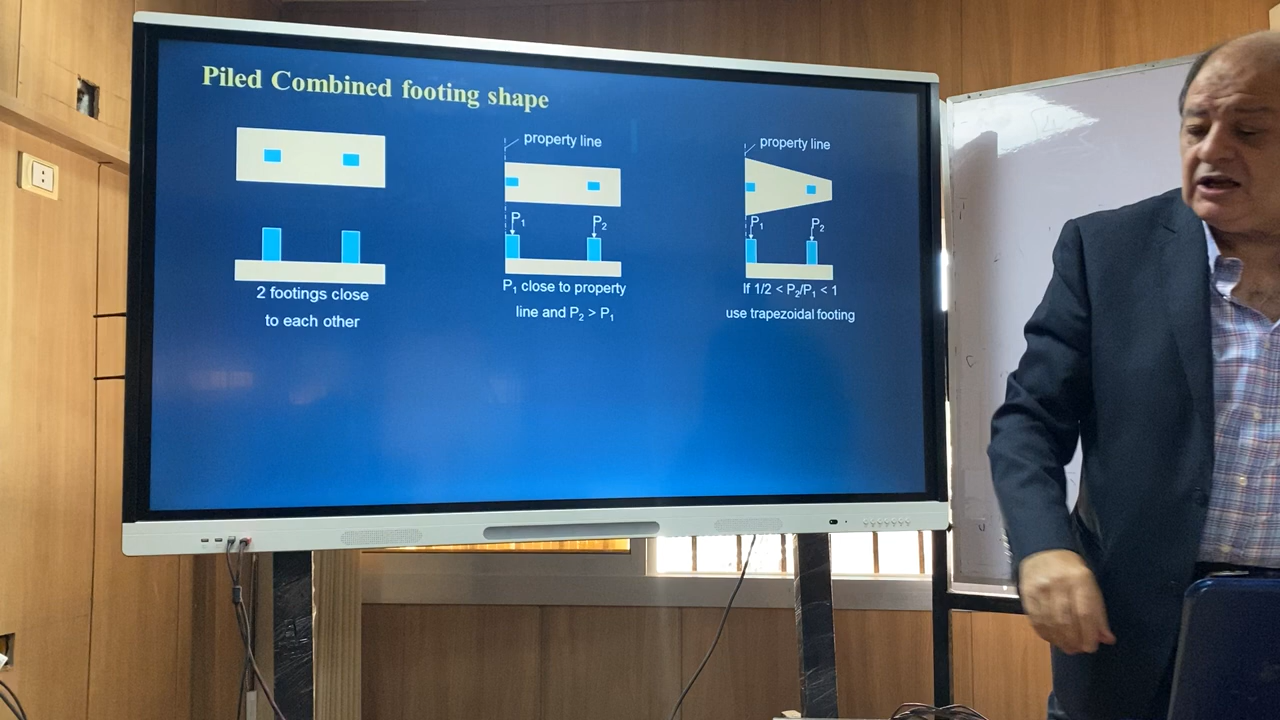 Piled Combined footing shape
2 footings close
to each other
property line
P₁
P₂
P₁ close to property
line and P₂ > P₁
property line
P₁
P₂
If 1/2 < P₂/P₁ < 1
use trapezoidal footing